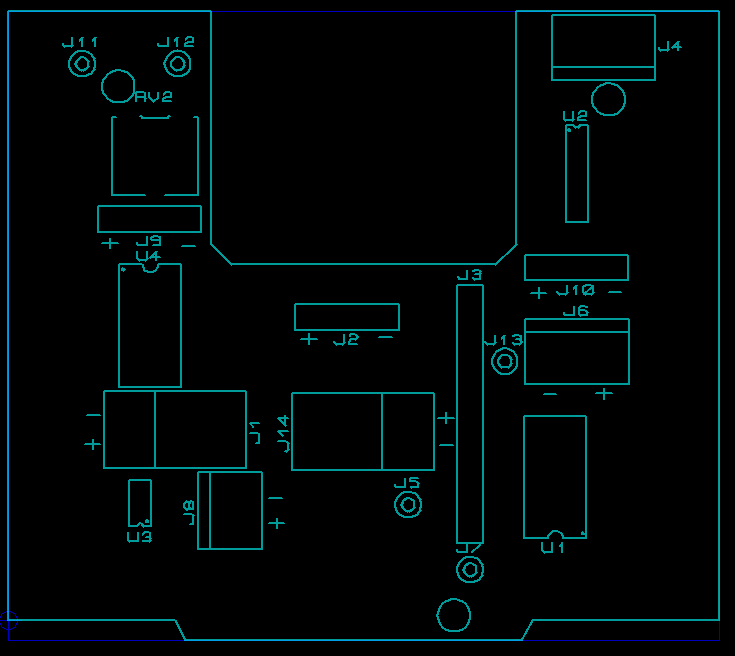 J11 J12
J4
RV2
U2
+ J9 -
U4
J3
+ J10 -
J6
+ J2 -
J13
- +
- +
J1
J14
+ -
J5
J8
- +
U3
J7
U1